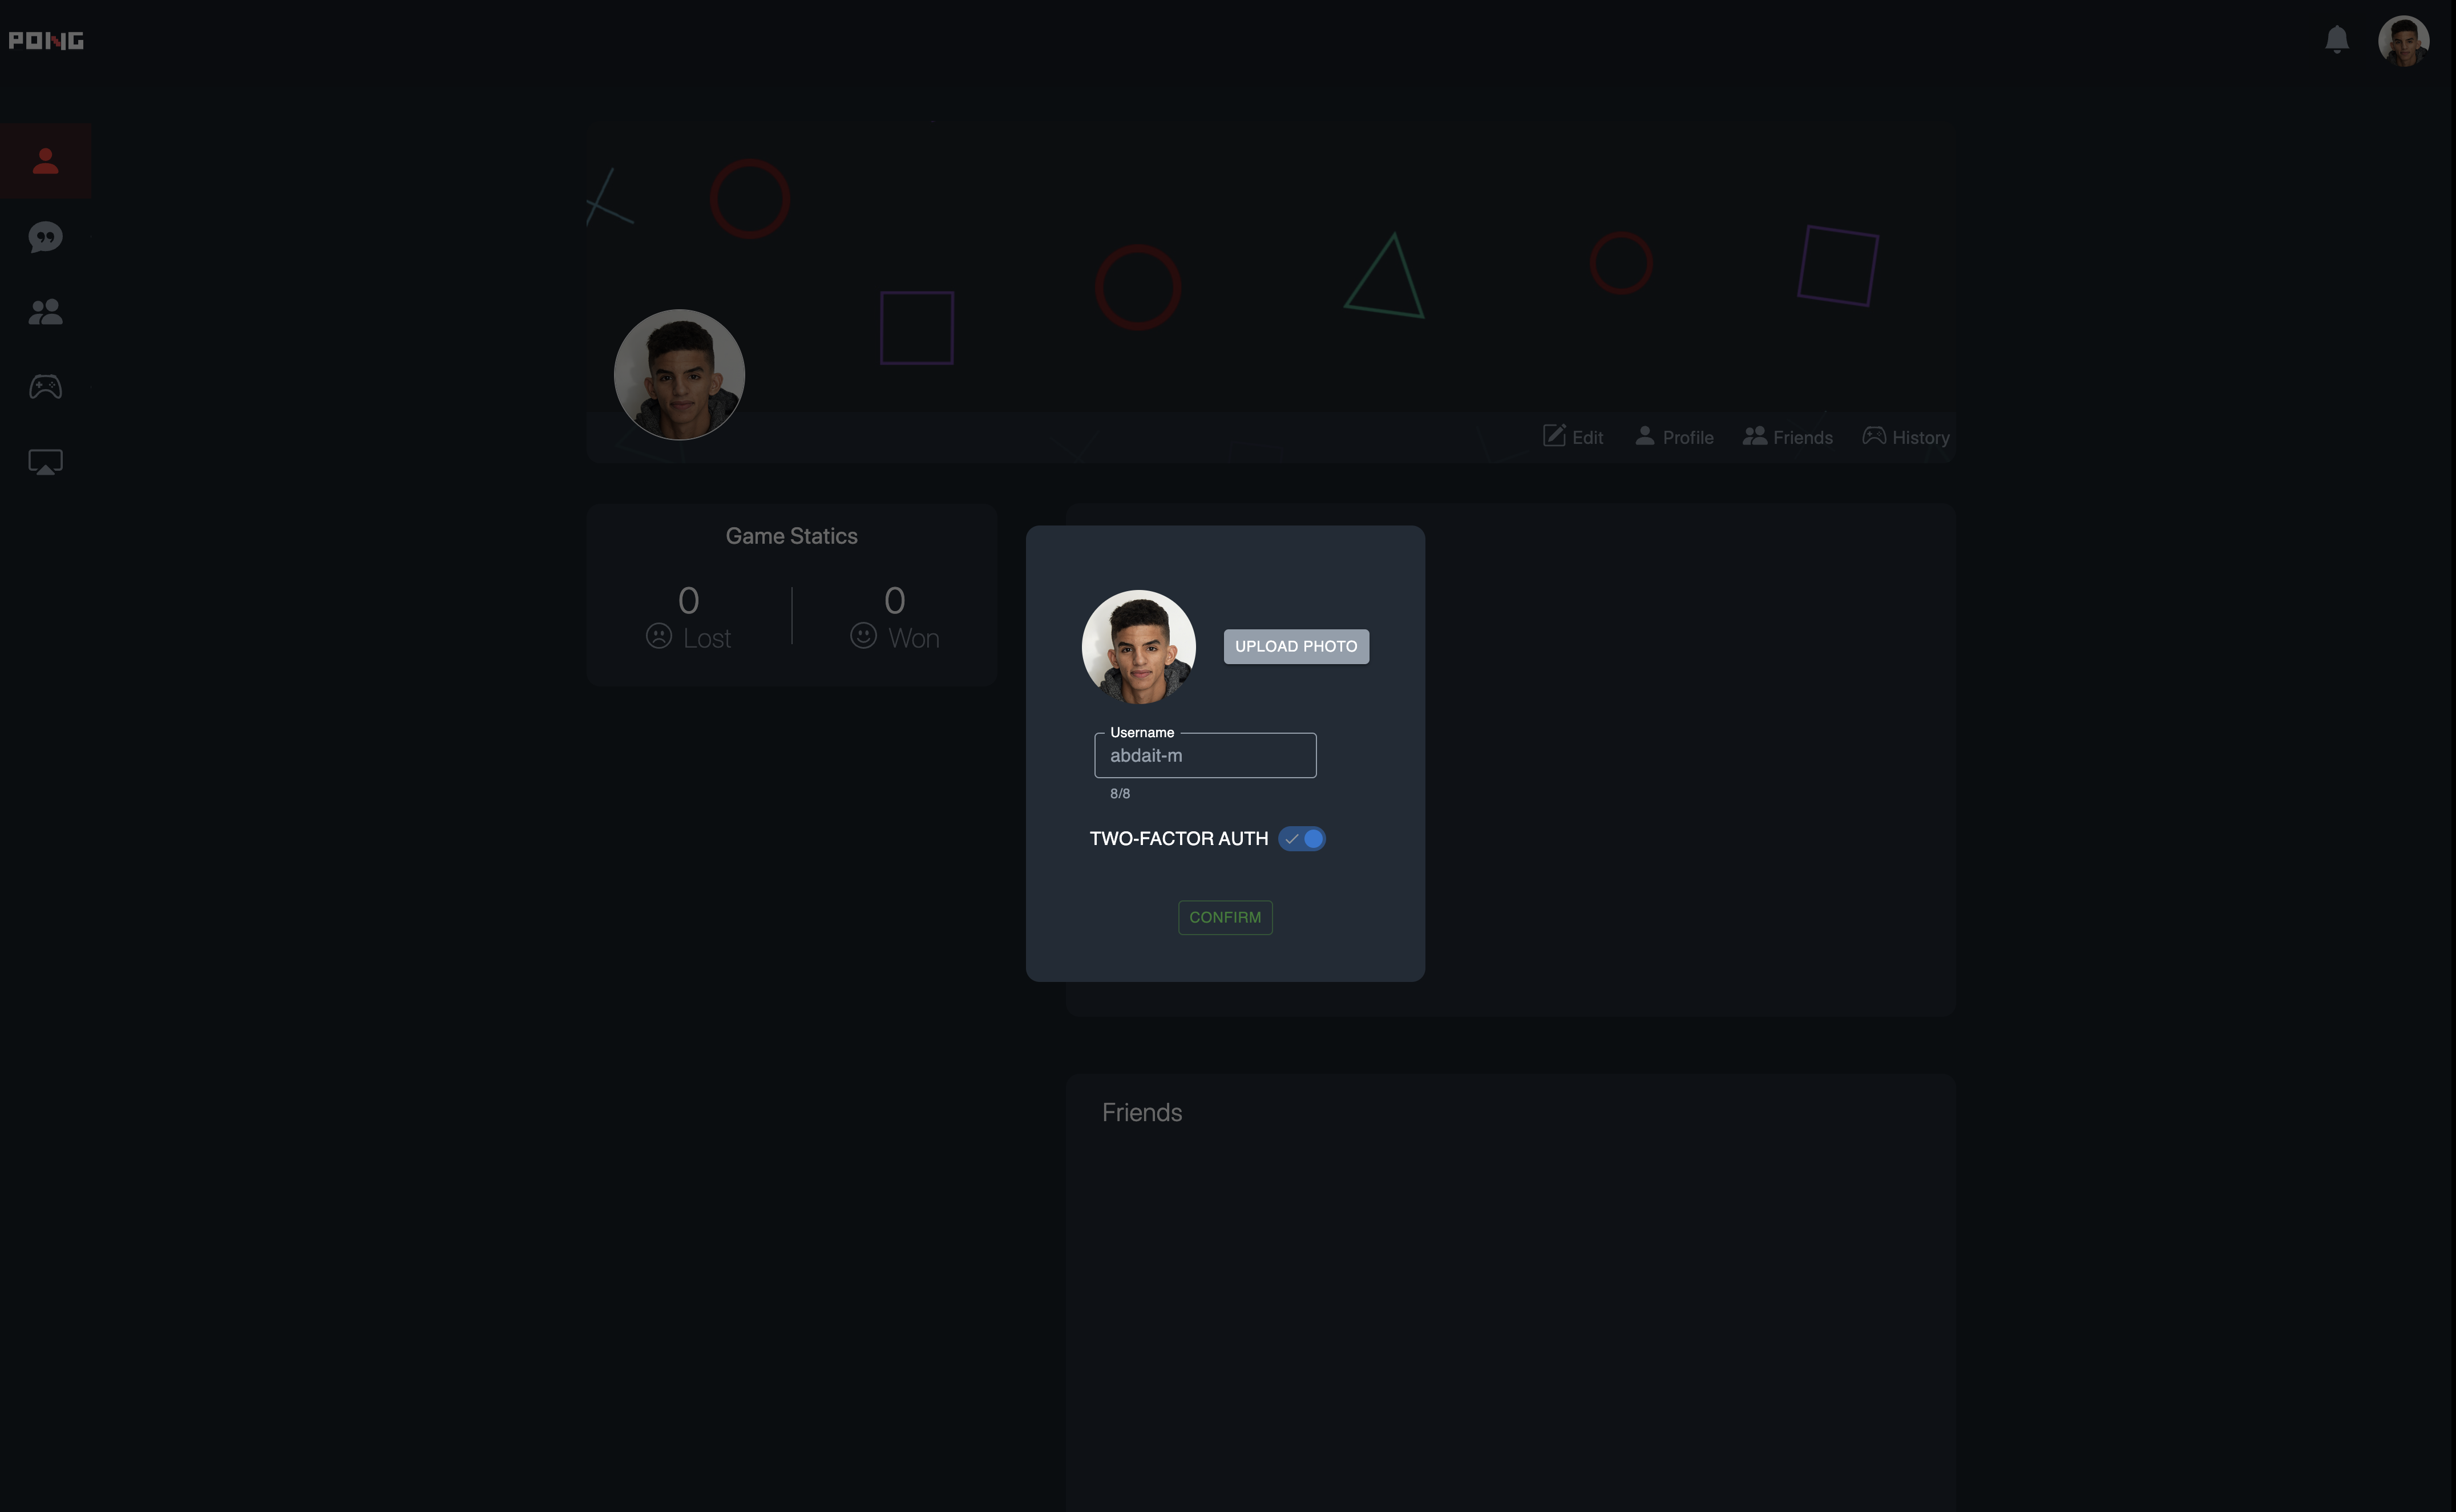 PONG
Edit Profile Friends History
Game Statics
0 0
Lost Won
UPLOAD PHOTO
Username
abdait-m
8/8
TWO-FACTOR AUTH
CONFIRM
Friends